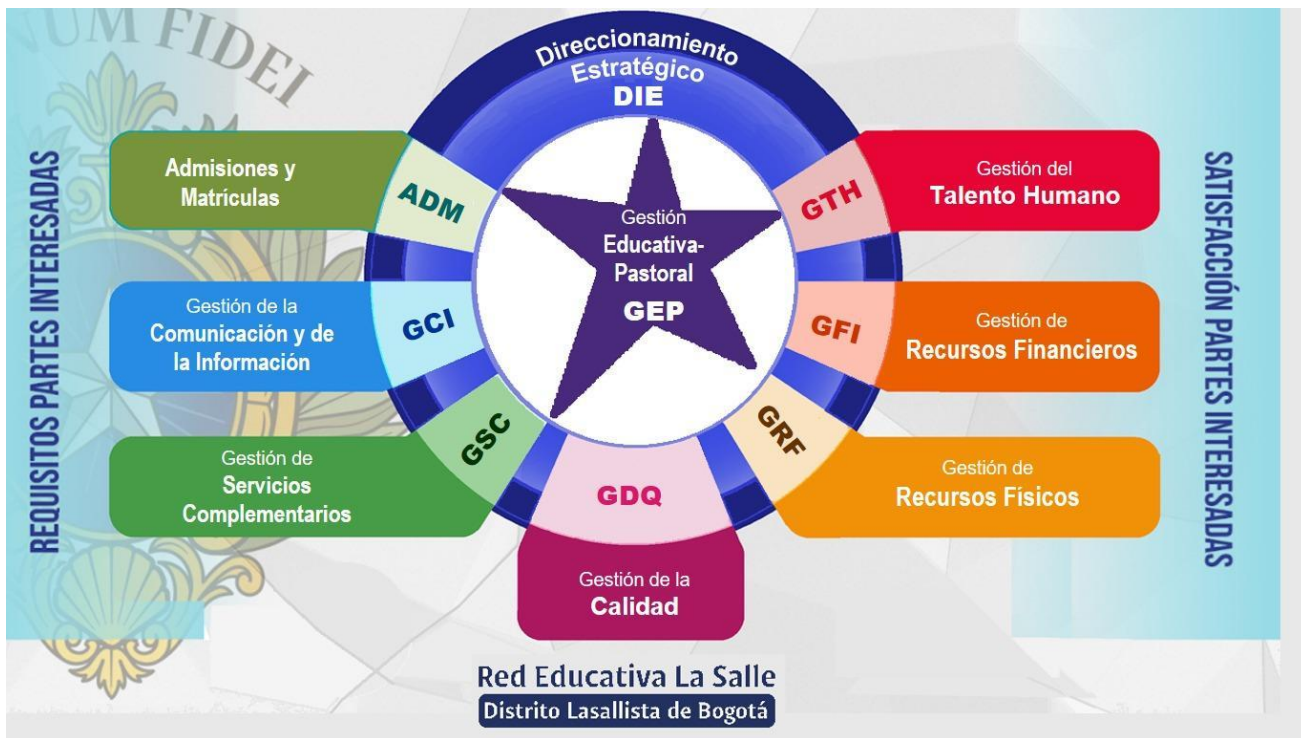 NUM FIDEI
REQUISITOS PARTES INTERESADAS
Direccionamiento
Estratégico
DIE
Admisiones y
Matrículas
ADM
Gestión de la
Comunicación y de
la Información
GCI
Gestión de
Servicios
Complementarios
GSC
Gestión
Educativa-
Pastoral
GEP
GTH
Gestión del
Talento Humano
GFI
Gestión de
Recursos Financieros
GRF
Gestión de
Recursos Físicos
GDQ
Gestión de la
Calidad
SATISFACCIÓN PARTES INTERESADAS
Red Educativa La Salle
Distrito Lasallista de Bogotá